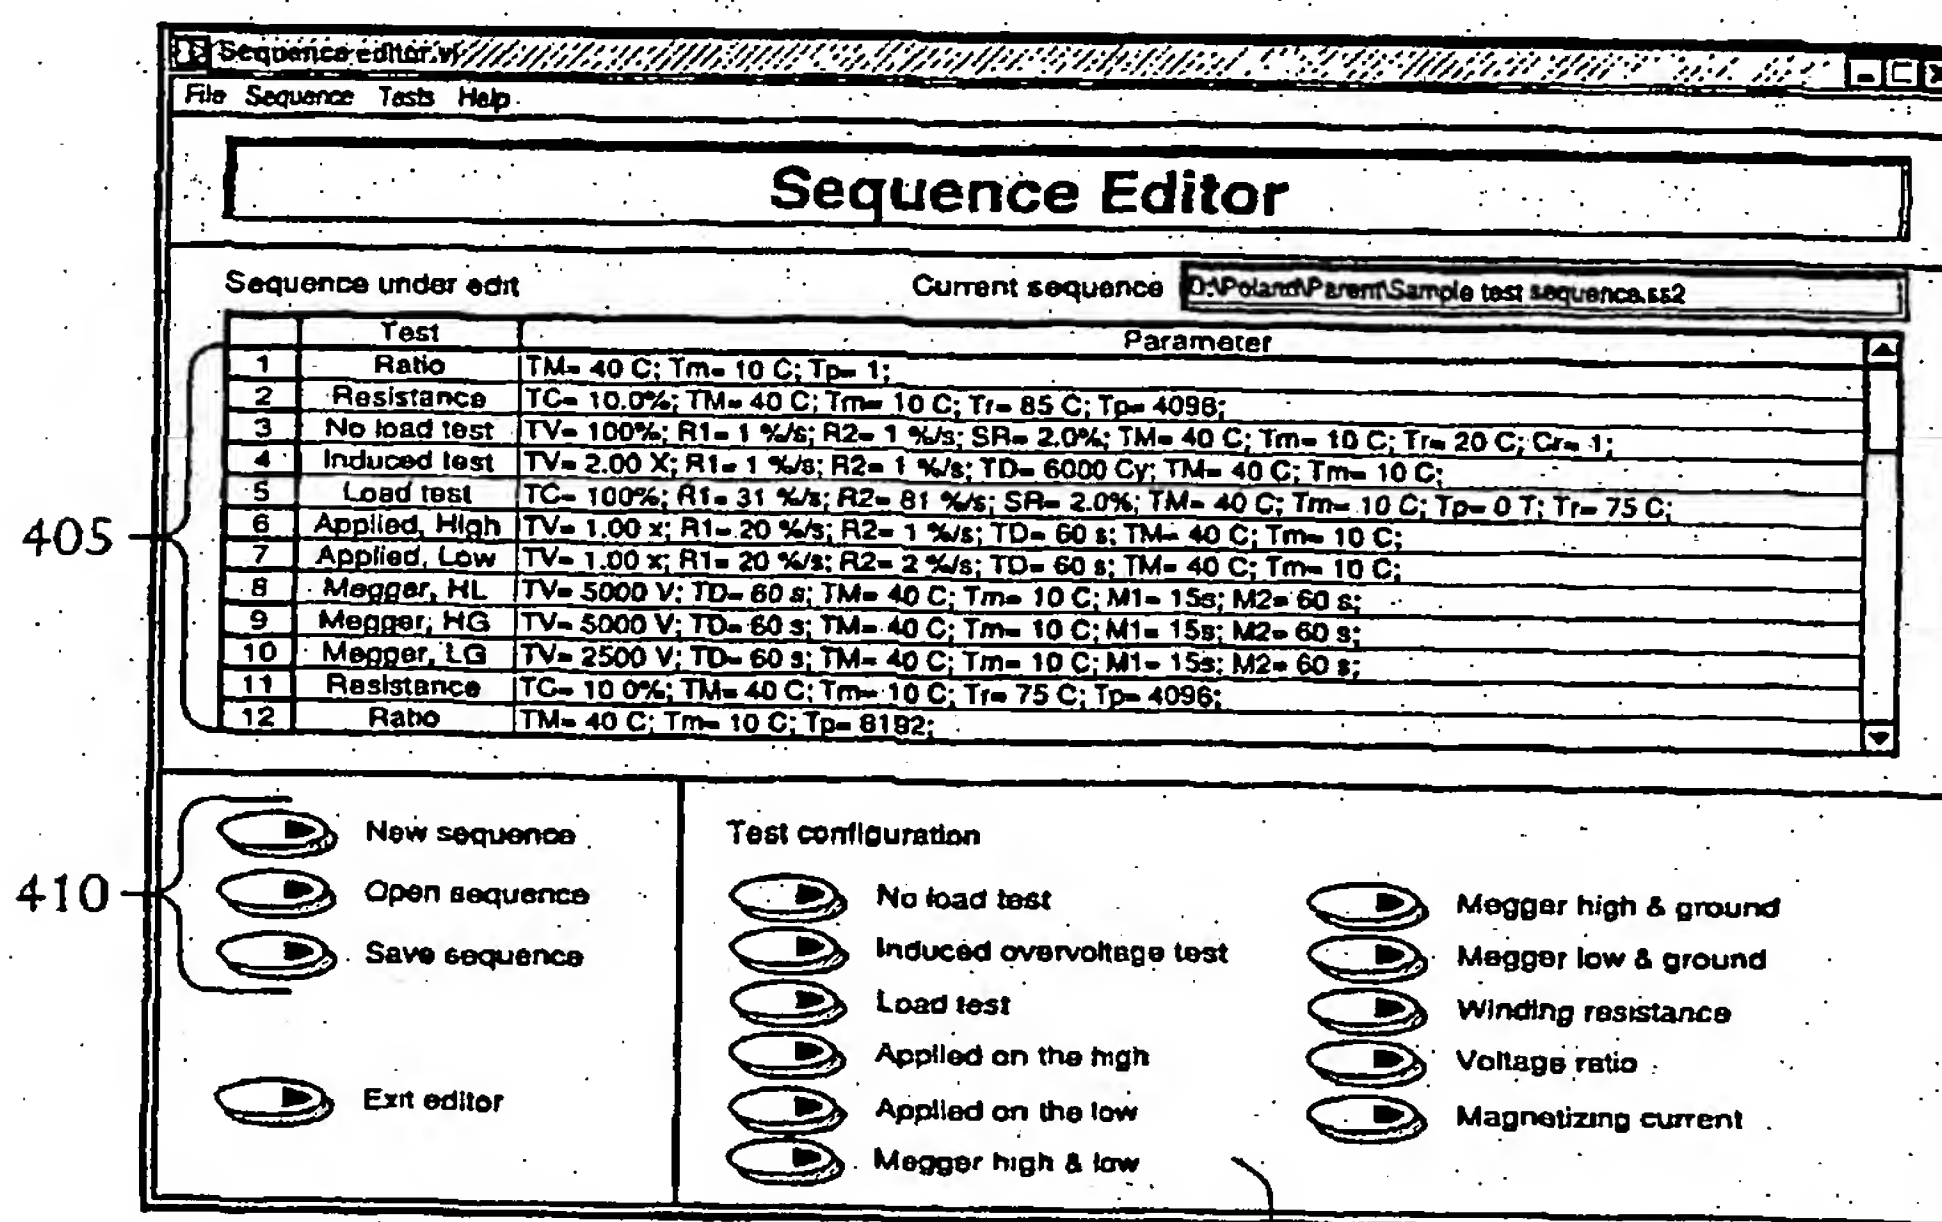 Sequence editor.vi
File Sequence Tests Help
Sequence Editor
Sequence under edit Current sequence D:\Poland\Parent\Sample test sequence.ss2
Test Parameter
1 Ratio TM= 40 C; Tm= 10 C; Tp= 1;
2 Resistance TC= 10.0%; TM= 40 C; Tm= 10 C; Tr= 85 C; Tp= 4096;
3 No load test TV= 100%; R1= 1 %/s; R2= 1 %/s; SR= 2.0%; TM= 40 C; Tm= 10 C; Tr= 20 C; Cr= 1;
4 Induced test TV= 2.00 X; R1= 1 %/s; R2= 1 %/s; TD= 6000 Cy; TM= 40 C; Tm= 10 C;
5 Load test TC= 100%; R1= 31 %/s; R2= 81 %/s; SR= 2.0%; TM= 40 C; Tm= 10 C; Tp= 0 T; Tr= 75 C;
405
6 Applied, High TV= 1.00 x; R1= 20 %/s; R2= 1 %/s; TD= 60 s; TM= 40 C; Tm= 10 C;
7 Applied, Low TV= 1.00 x; R1= 20 %/s; R2= 2 %/s; TD= 60 s; TM= 40 C; Tm= 10 C;
8 Megger, HL TV= 5000 V; TD= 60 s; TM= 40 C; Tm= 10 C; M1= 15s; M2= 60 s;
9 Megger, HG TV= 5000 V; TD= 60 s; TM= 40 C; Tm= 10 C; M1= 15s; M2= 60 s;
10 Megger, LG TV= 2500 V; TD= 60 s; TM= 40 C; Tm= 10 C; M1= 15s; M2= 60 s;
11 Resistance TC= 10 0%; TM= 40 C; Tm= 10 C; Tr= 75 C; Tp= 4096;
12 Ratio TM= 40 C; Tm= 10 C; Tp= 8192;
410
New sequence
Open sequence
Save sequence
Exit editor
Test configuration
No load test
Induced overvoltage test
Load test
Applied on the high
Applied on the low
Megger high & low
Megger high & ground
Megger low & ground
Winding resistance
Voltage ratio
Magnetizing current